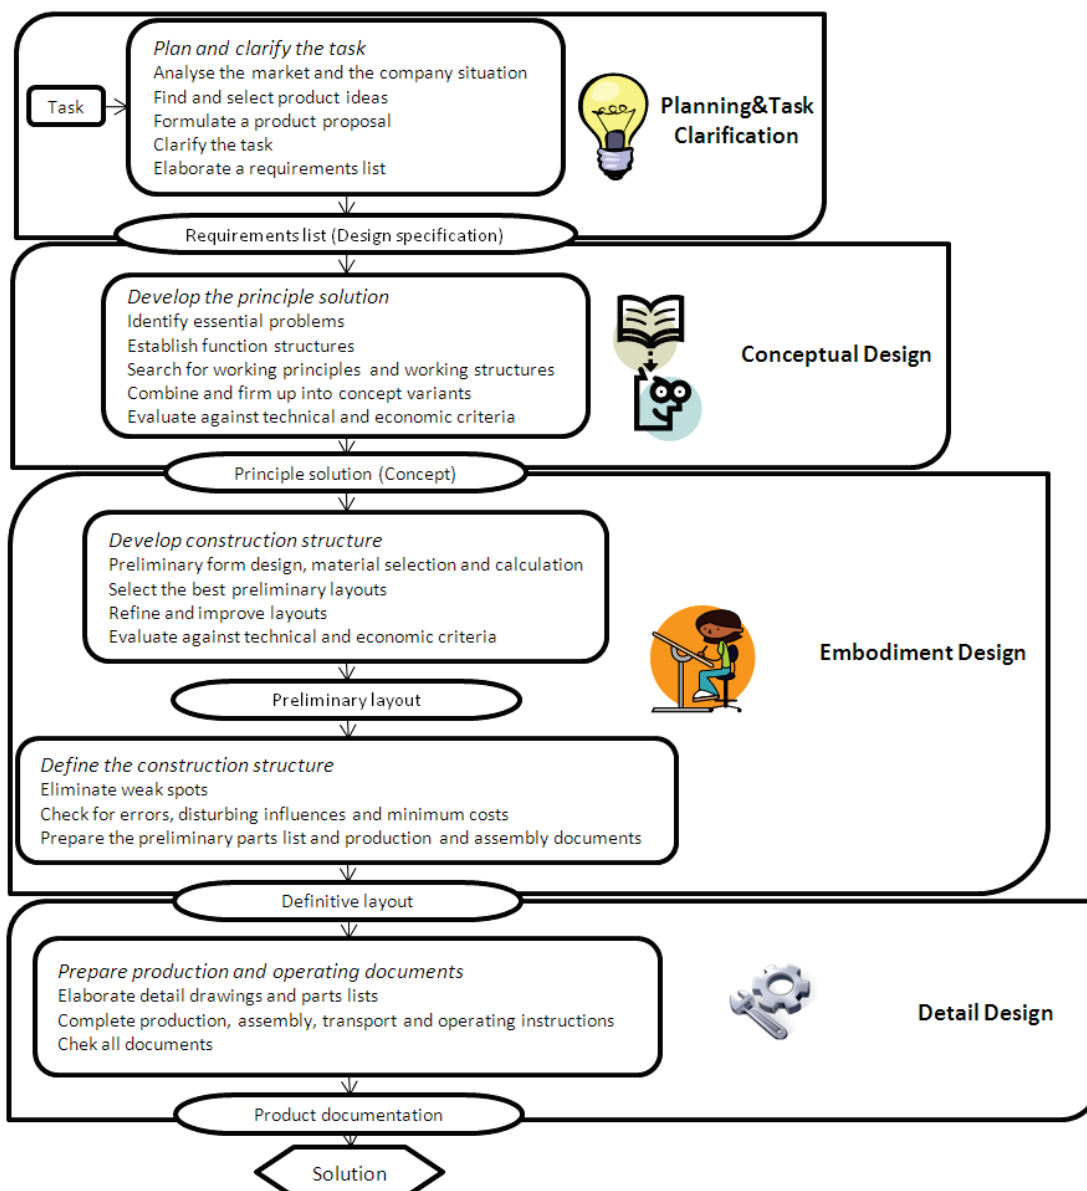 Plan and clarify the task
Analyse the market and the company situation
Find and select product ideas
Formulate a product proposal
Clarify the task
Elaborate a requirements list
Task
Planning&Task
Clarification
Requirements list (Design specification)
Develop the principle solution
Identify essential problems
Establish function structures
Search for working principles and working structures
Combine and firm up into concept variants
Evaluate against technical and economic criteria
Conceptual Design
Principle solution (Concept)
Develop construction structure
Preliminary form design, material selection and calculation
Select the best preliminary layouts
Refine and improve layouts
Evaluate against technical and economic criteria
Embodiment Design
Preliminary layout
Define the construction structure
Eliminate weak spots
Check for errors, disturbing influences and minimum costs
Prepare the preliminary parts list and production and assembly documents
Definitive layout
Prepare production and operating documents
Elaborate detail drawings and parts lists
Complete production, assembly, transport and operating instructions
Chek all documents
Detail Design
Product documentation
Solution